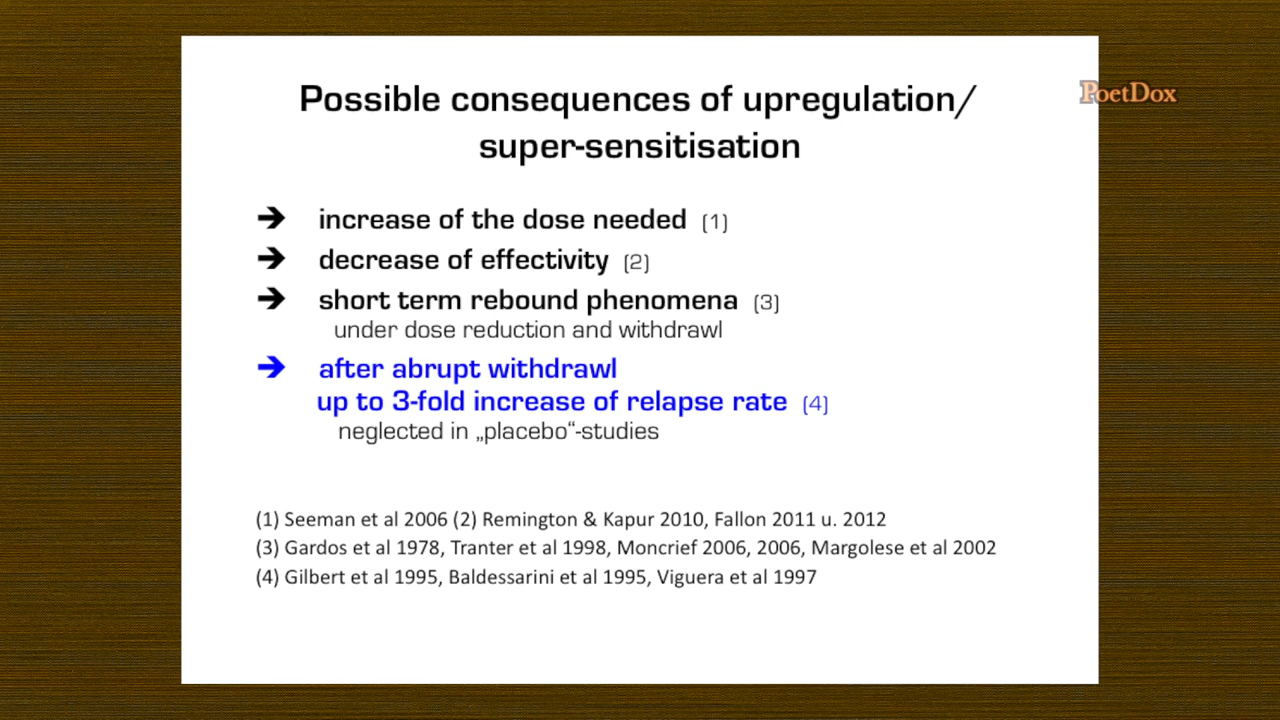 Possible consequences of upregulation/
super-sensitisation
PoetDox
➔ increase of the dose needed (1)
➔ decrease of effectivity (2)
➔ short term rebound phenomena (3)
under dose reduction and withdrawl
➔ after abrupt withdrawl
up to 3-fold increase of relapse rate (4)
neglected in „placebo“-studies
(1) Seeman et al 2006 (2) Remington & Kapur 2010, Fallon 2011 u. 2012
(3) Gardos et al 1978, Tranter et al 1998, Moncrief 2006, 2006, Margolese et al 2002
(4) Gilbert et al 1995, Baldessarini et al 1995, Viguera et al 1997